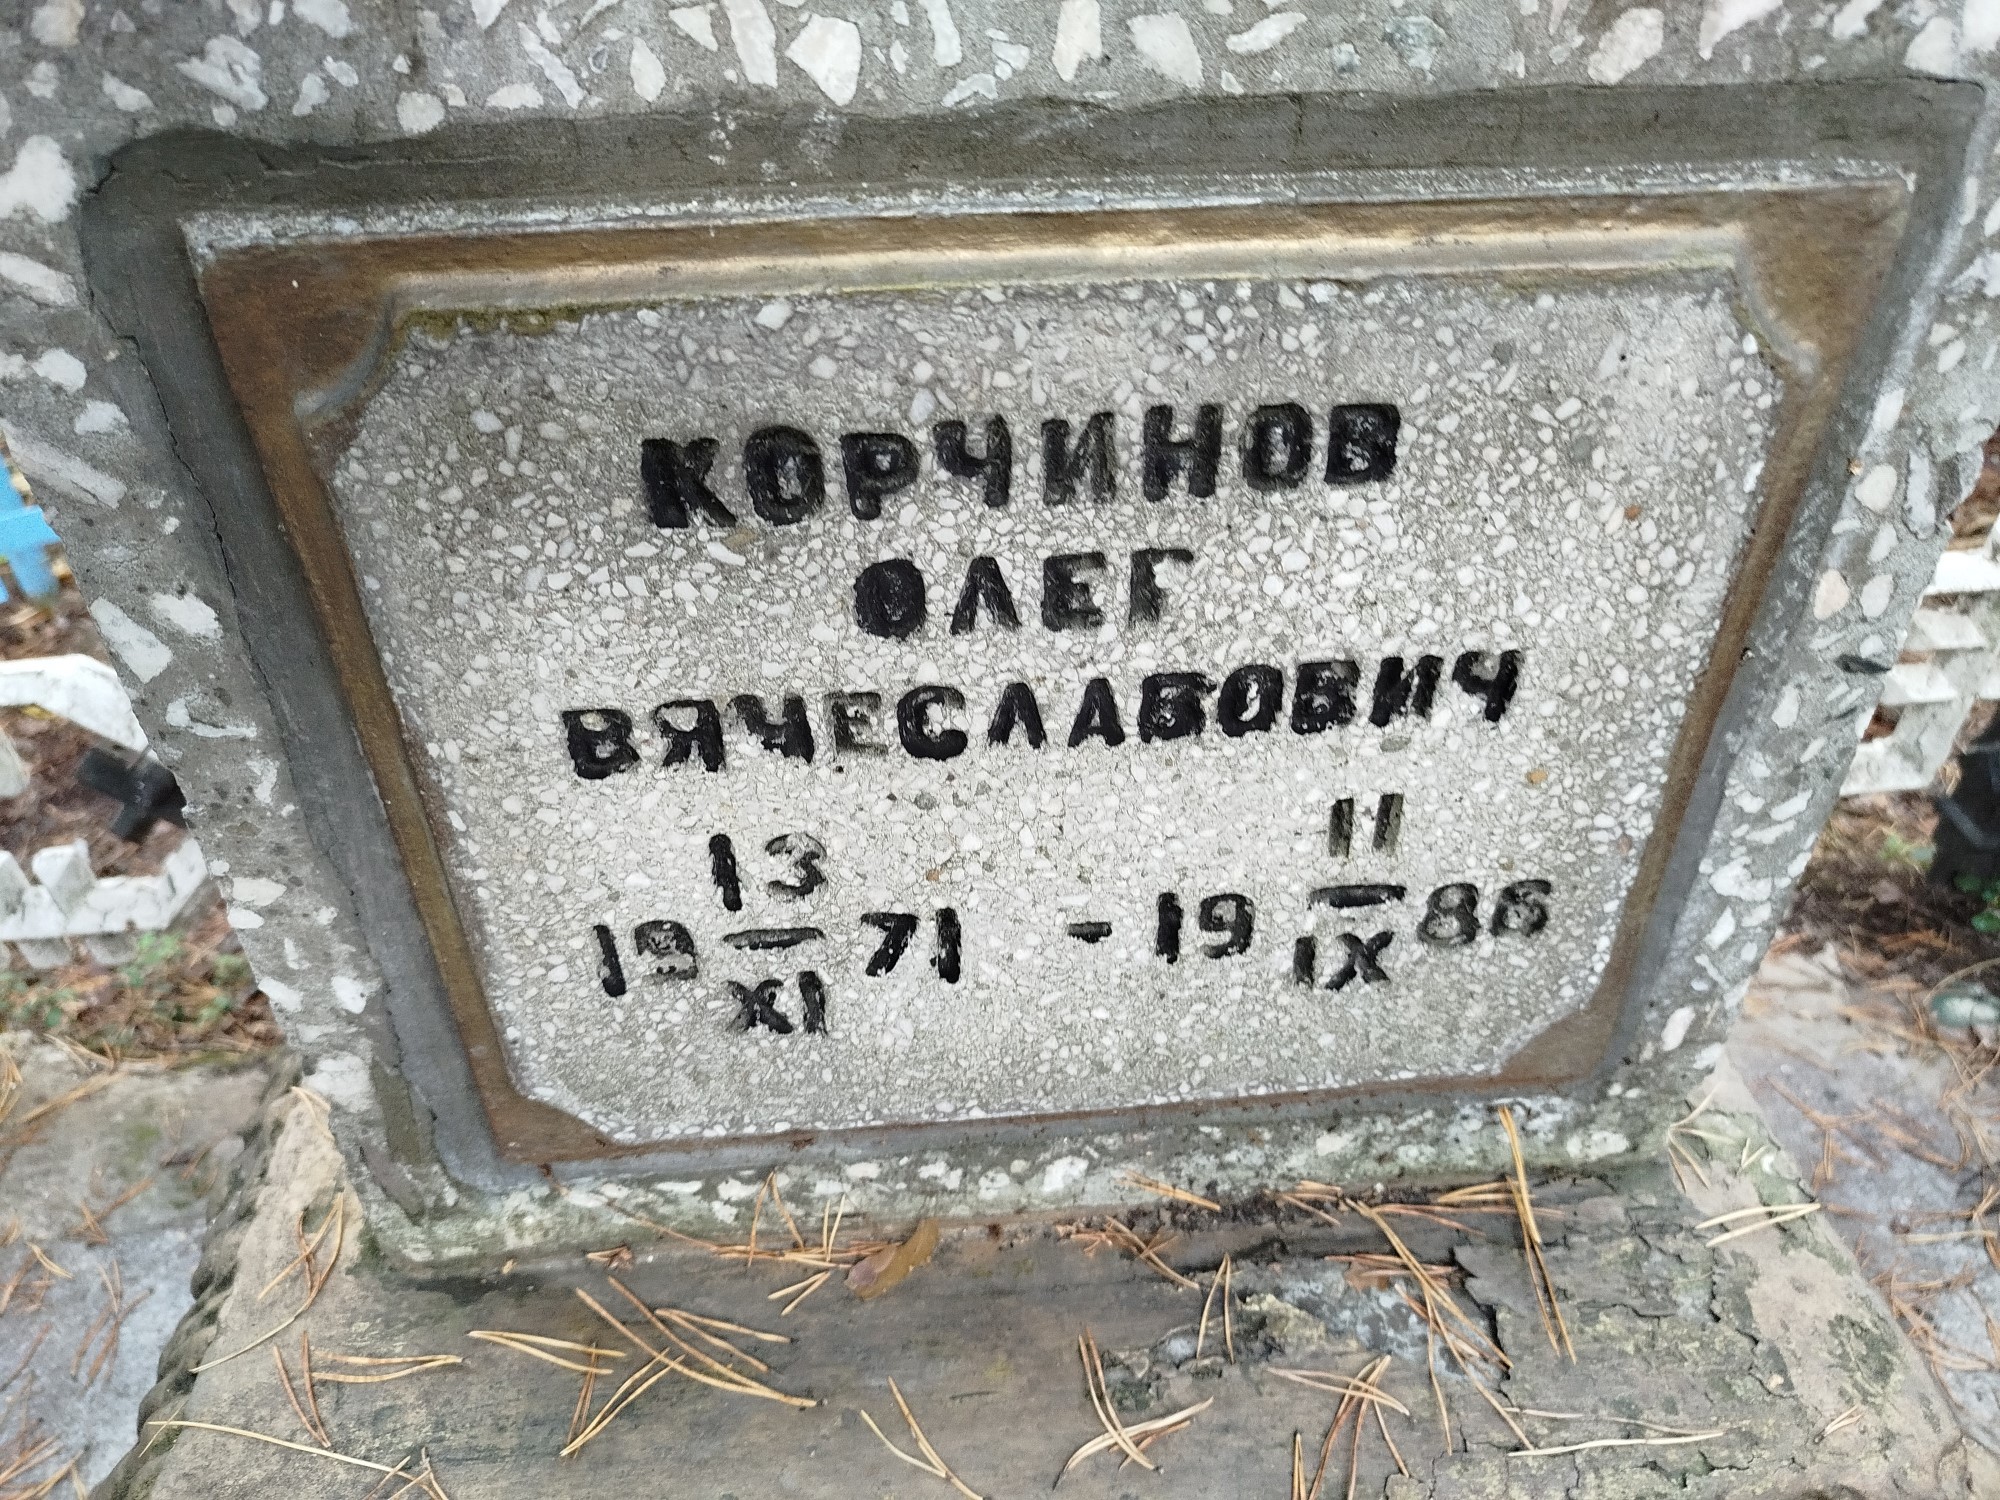 КОРЧИНОВ
ОЛЕГ
ВЯЧЕСЛАВОВИЧ
19 13/XI 71 - 19 11/IX 86